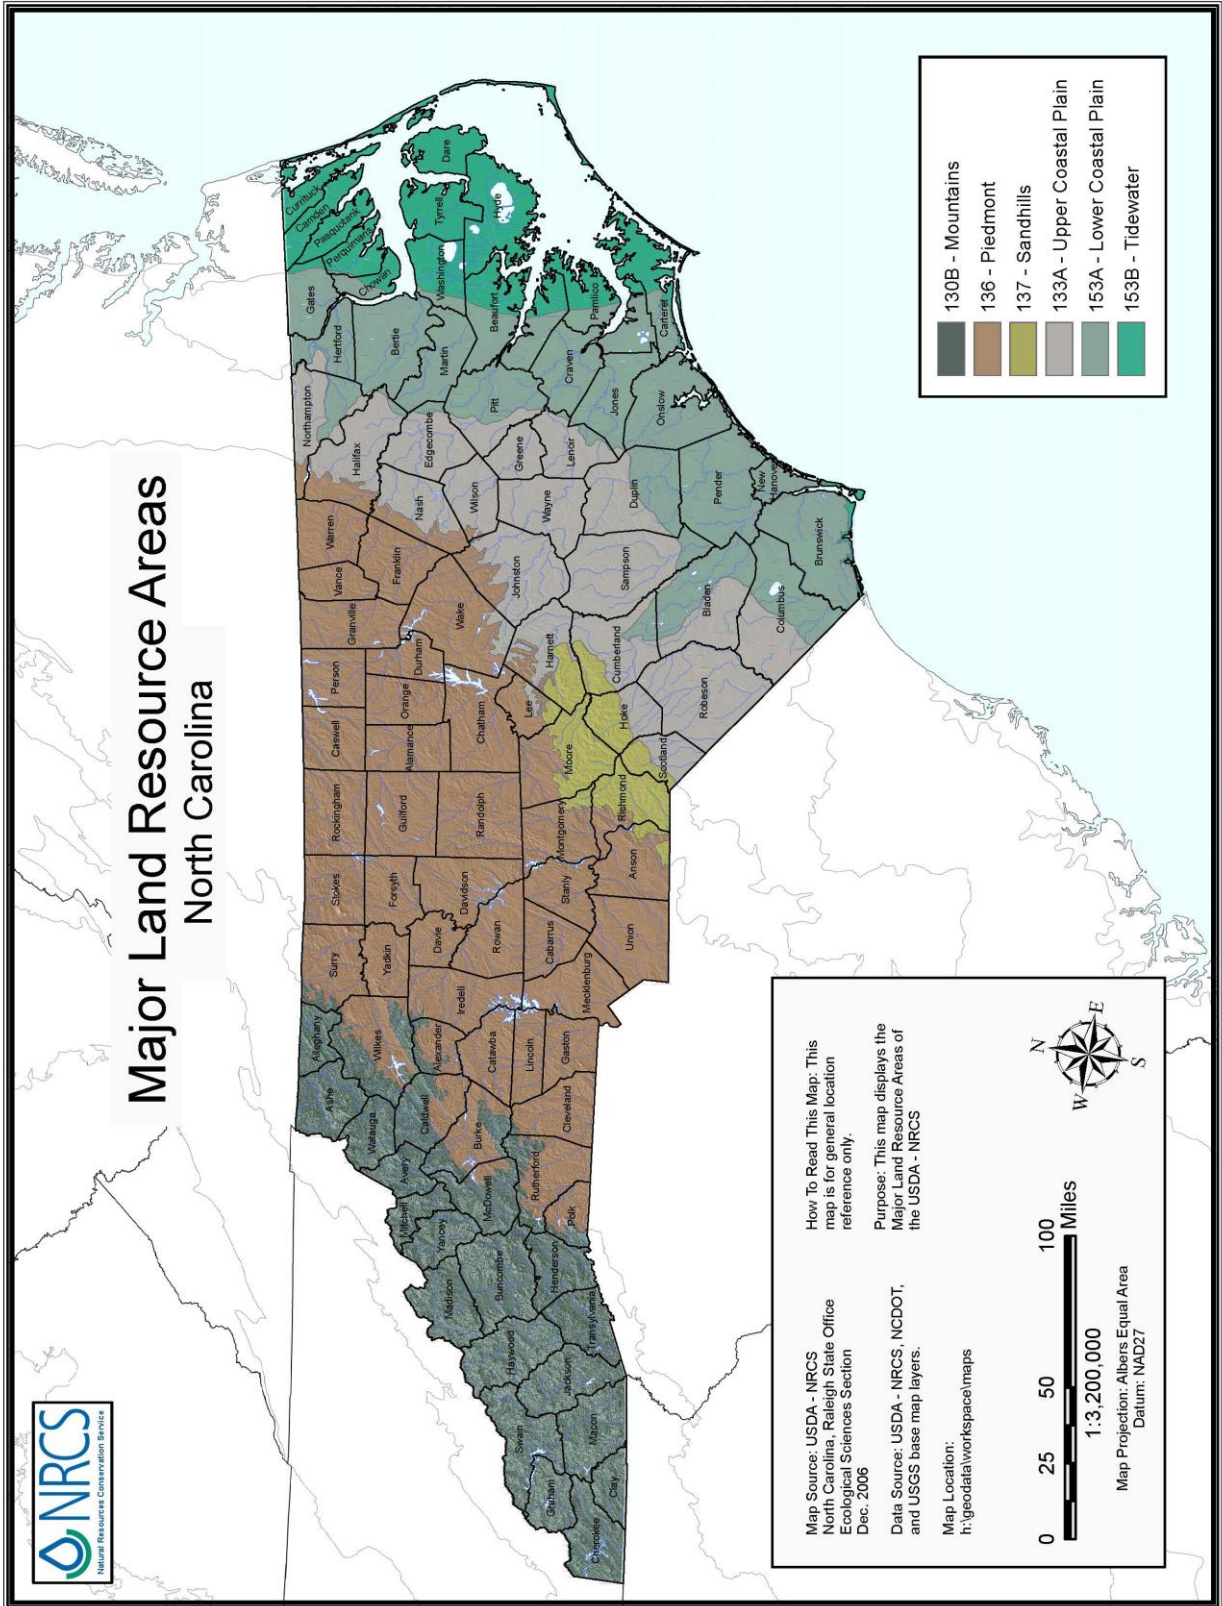 NRCS
Natural Resources Conservation Service
Major Land Resource Areas
North Carolina
Cherokee
Graham
Clay
Swan
Macon
Jackson
Haywood
Transylvania
Madison
Buncombe
Henderson
Yancey
Mitchell
McDowell
Polk
Rutherford
Avery
Burke
Cleveland
Watauga
Caldwell
Ashe
Alleghany
Wilkes
Alexander
Catawba
Lincoln
Gaston
Surry
Yadkin
Iredell
Davie
Rowan
Mecklenburg
Cabarrus
Union
Stokes
Forsyth
Davidson
Stanly
Anson
Rockingham
Guilford
Randolph
Montgomery
Richmond
Caswell
Alamance
Chatham
Moore
Scotland
Person
Orange
Durham
Lee
Hoke
Robeson
Granville
Vance
Wake
Harnett
Cumberland
Bladen
Columbus
Warren
Franklin
Johnston
Sampson
Brunswick
Northampton
Halifax
Nash
Wilson
Edgecombe
Wayne
Greene
Lenoir
Duplin
Pender
New
Hanover
Gates
Hertford
Bertie
Martin
Pitt
Craven
Jones
Onslow
Carteret
Currituck
Camden
Pasquotank
Perquimans
Chowan
Washington
Tyrrell
Dare
Hyde
Beaufort
Pamlico
Map Source: USDA - NRCS
North Carolina, Raleigh State Office
Ecological Sciences Section
Dec. 2006
Data Source: USDA - NRCS, NCDOT,
and USGS base map layers.
Map Location:
h:\geodata\workspace\maps
How To Read This Map: This
map is for general location
reference only.
Purpose: This map displays the
Major Land Resource Areas of
the USDA - NRCS
N
W
E
S
0 25 50 100
Miles
1:3,200,000
Map Projection: Albers Equal Area
Datum: NAD27
130B - Mountains
136 - Piedmont
137 - Sandhills
133A - Upper Coastal Plain
153A - Lower Coastal Plain
153B - Tidewater